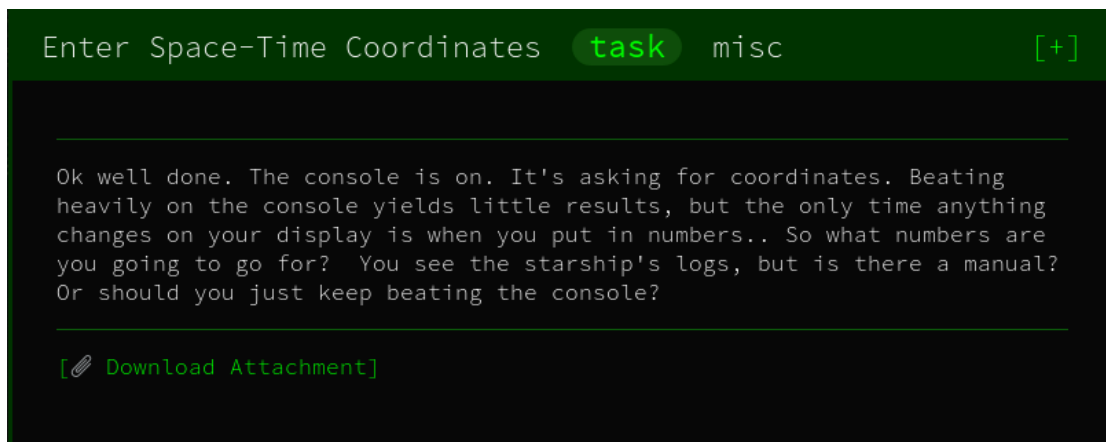 Enter Space-Time Coordinates task misc [+]
Ok well done. The console is on. It's asking for coordinates. Beating
heavily on the console yields little results, but the only time anything
changes on your display is when you put in numbers.. So what numbers are
you going to go for?  You see the starship's logs, but is there a manual?
Or should you just keep beating the console?
[ Download Attachment]